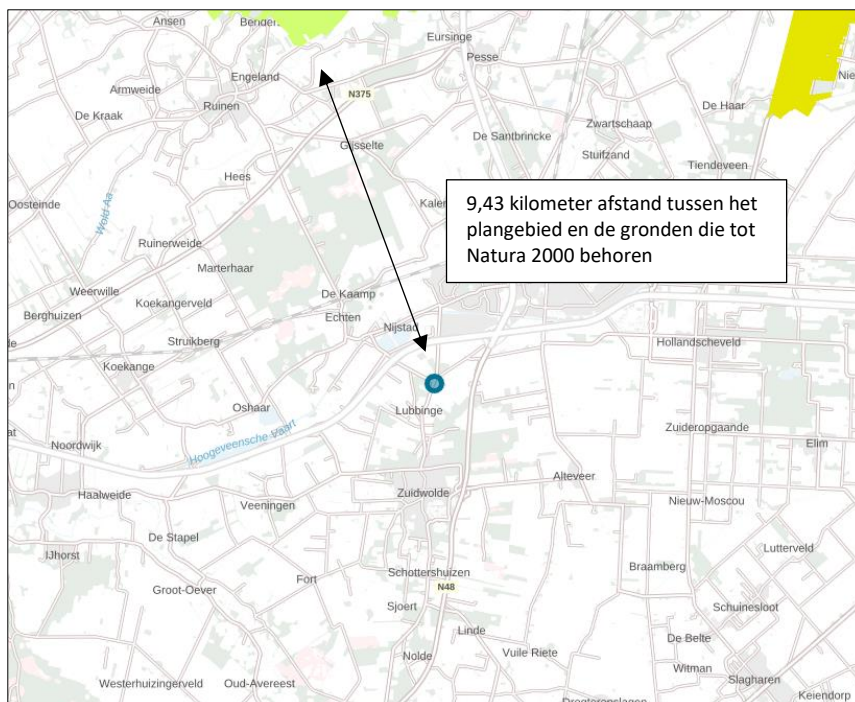 Ansen
Eursinge
Pesse
Engeland
Armweide
N375
Ruinen
De Haar
De Kraak
De Santbrincke
Zwartschaap
Gijsselte
Stuifzand
Tiendeveen
Hees
Oosteinde
Wold Aa
9,43 kilometer afstand tussen het
plangebied en de gronden die tot
Natura 2000 behoren
Ruinerweide
Marterhaar
Weerwille
De Kaamp
Koekangerveld
Berghuizen
Echten
Nijstad
Struikberg
Hollandscheveld
Koekange
Oshaar
Lubbinge
Hoogeveensche Vaart
Zuideropgaande
Noordwijk
Elim
Alteveer
Zuidwolde
Haalweide
Nieuw-Moscou
Veeningen
De Stapel
Lutterveld
IJhorst
Schottershuizen
Braamberg
Fort
N48
Groot-Oever
Sjoert
Schuinesloot
Linde
De Belte
Vuile Riete
Nolde
Witman
Westerhuizingerveld
Oud-Avereest
Slagharen
Keiendorp